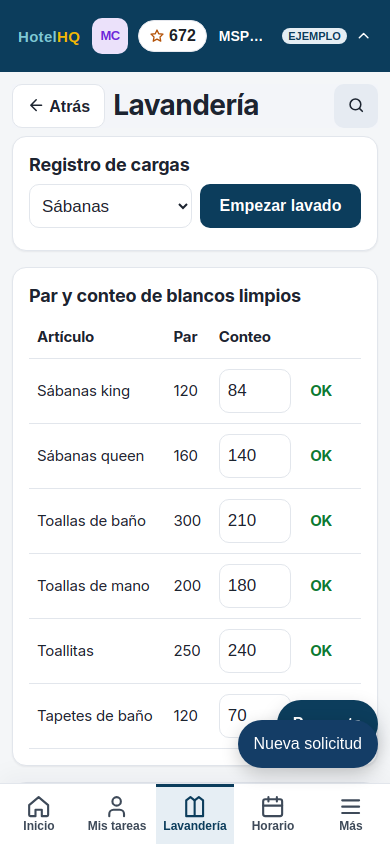 HotelHQ MC 672 MSP... EJEMPLO
Atrás Lavandería
Registro de cargas
Sábanas Empezar lavado
Par y conteo de blancos limpios
Artículo Par Conteo
Sábanas king 120 84 OK
Sábanas queen 160 140 OK
Toallas de baño 300 210 OK
Toallas de mano 200 180 OK
Toallitas 250 240 OK
Tapetes de baño 120 70
Nueva solicitud
Inicio Mis tareas Lavandería Horario Más